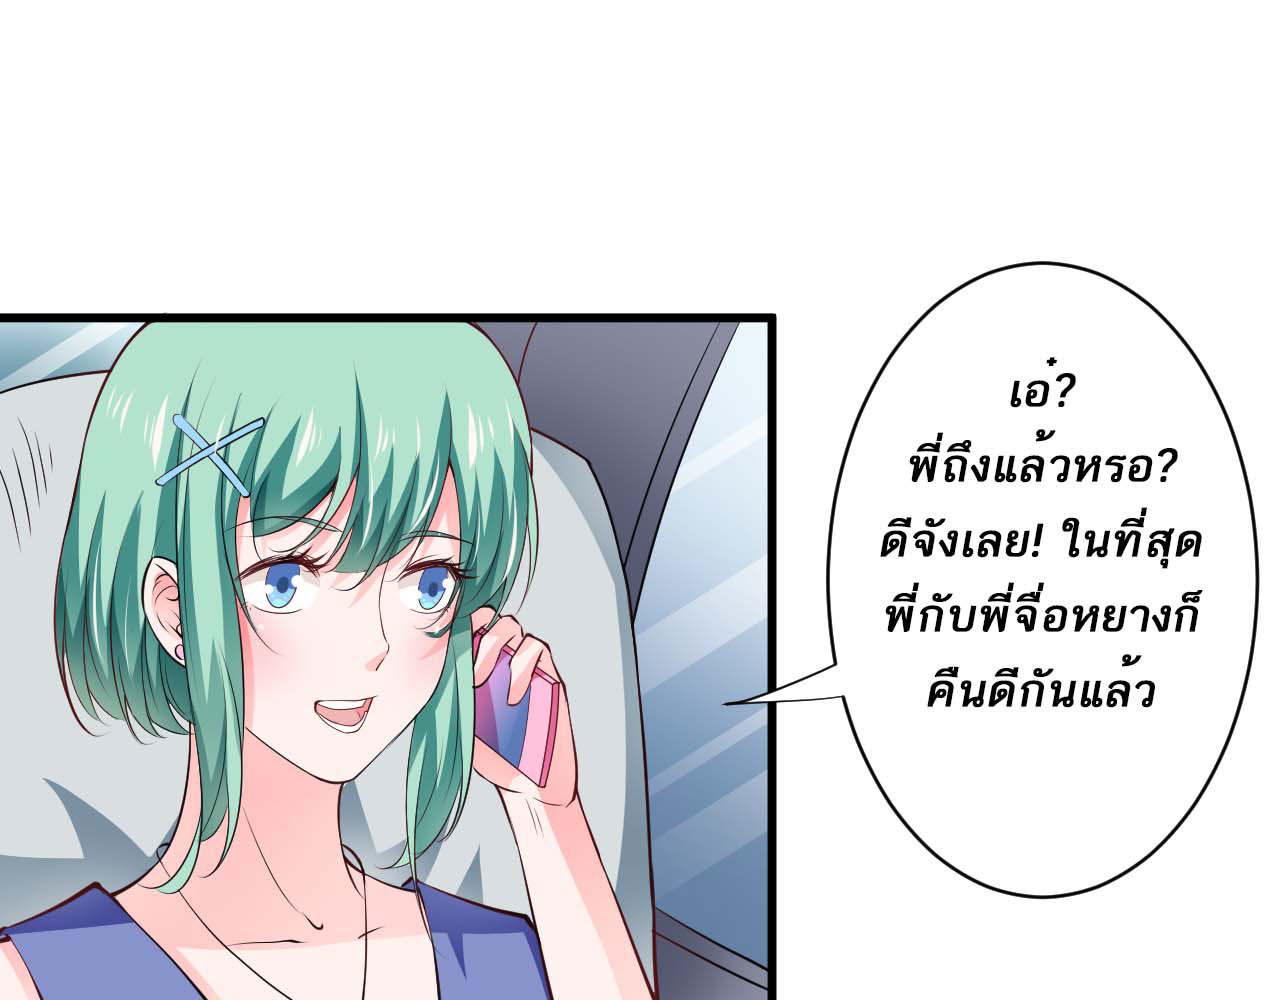 เอ๋?
พี่ถึงแล้วหรอ?
ดีจังเลย! ในที่สุด
พี่กับพี่จื่อหยางก็
คืนดีกันแล้ว